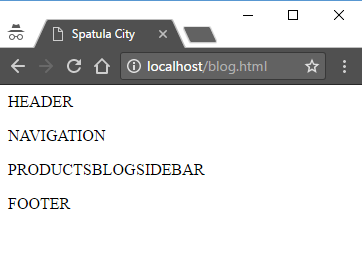 Spatula City
localhost/blog.html
HEADER
NAVIGATION
PRODUCTSBLOGSIDEBAR
FOOTER